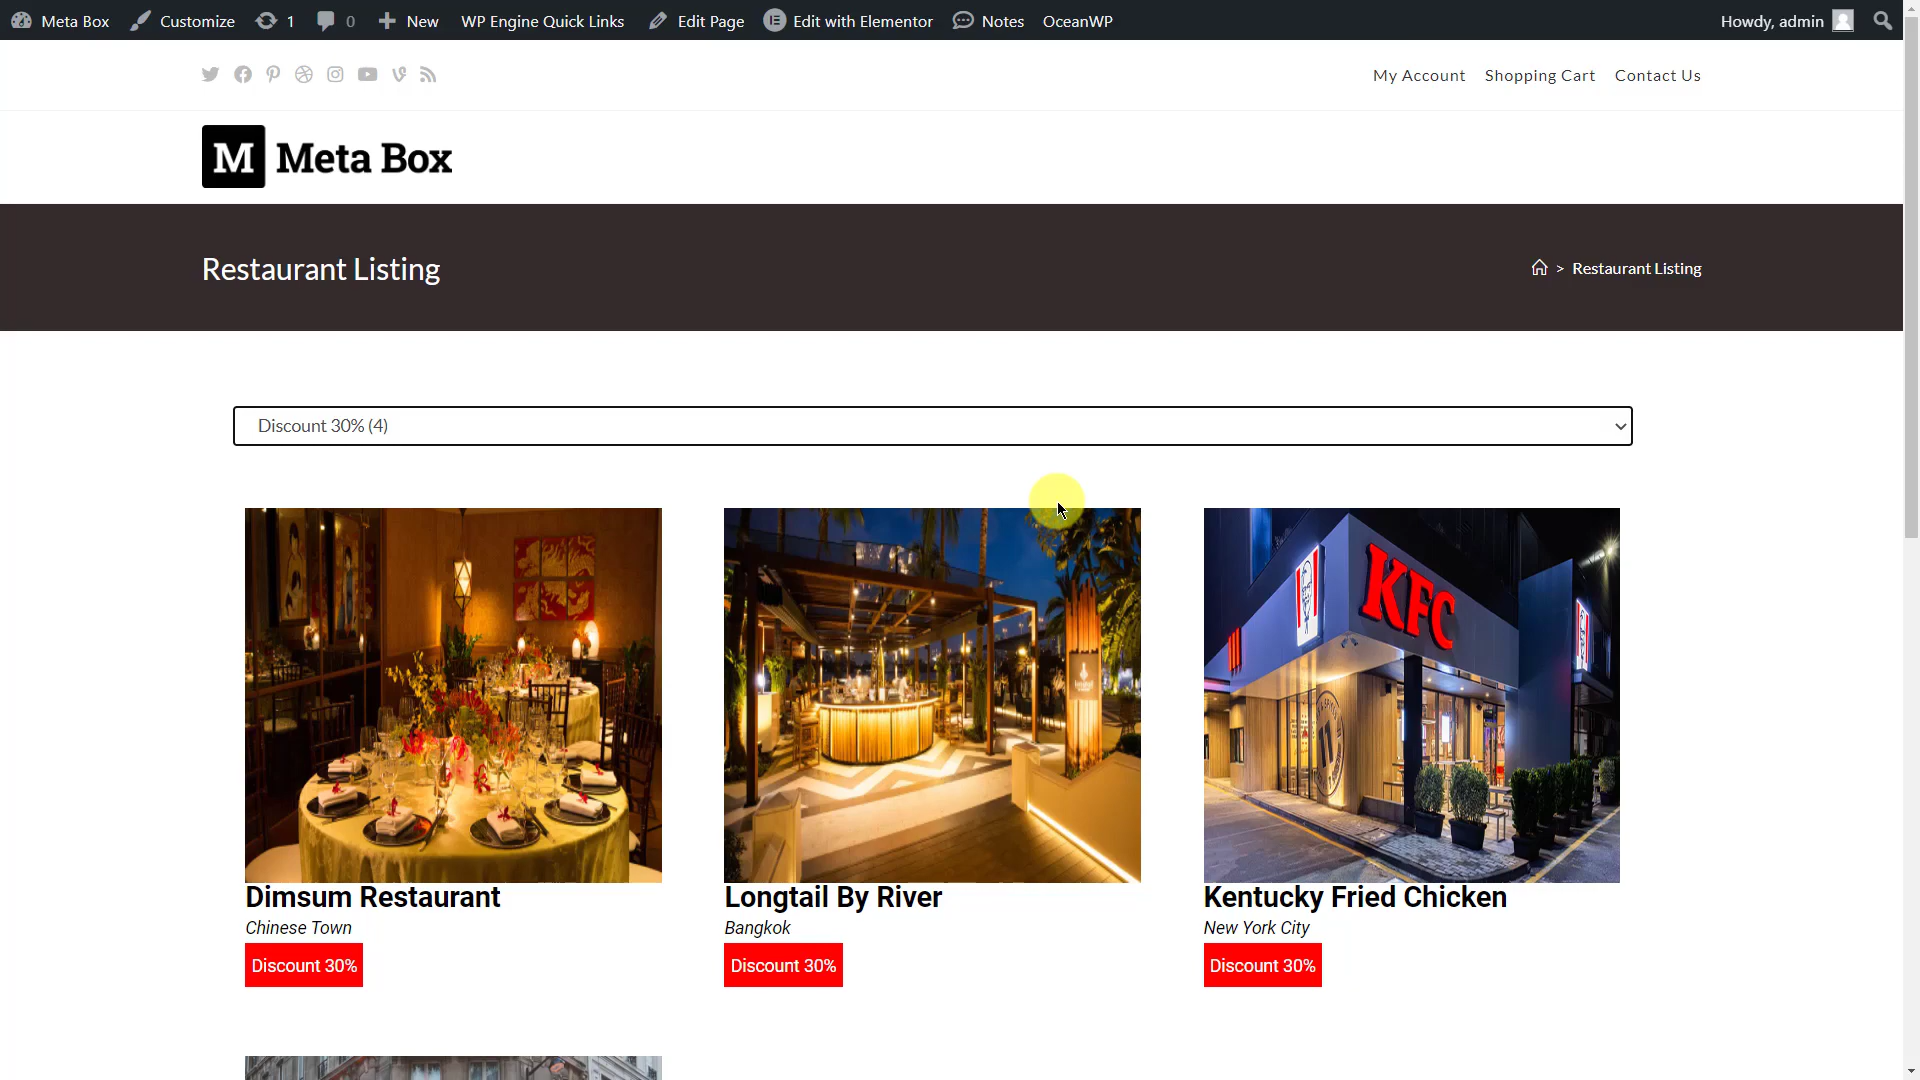 Meta Box Customize 1 0 New WP Engine Quick Links Edit Page Edit with Elementor Notes OceanWP Howdy, admin
My Account Shopping Cart Contact Us
M Meta Box
Restaurant Listing
> Restaurant Listing
Discount 30% (4)
KFC
Dimsum Restaurant
Chinese Town
Discount 30%
Longtail By River
Bangkok
Discount 30%
Kentucky Fried Chicken
New York City
Discount 30%